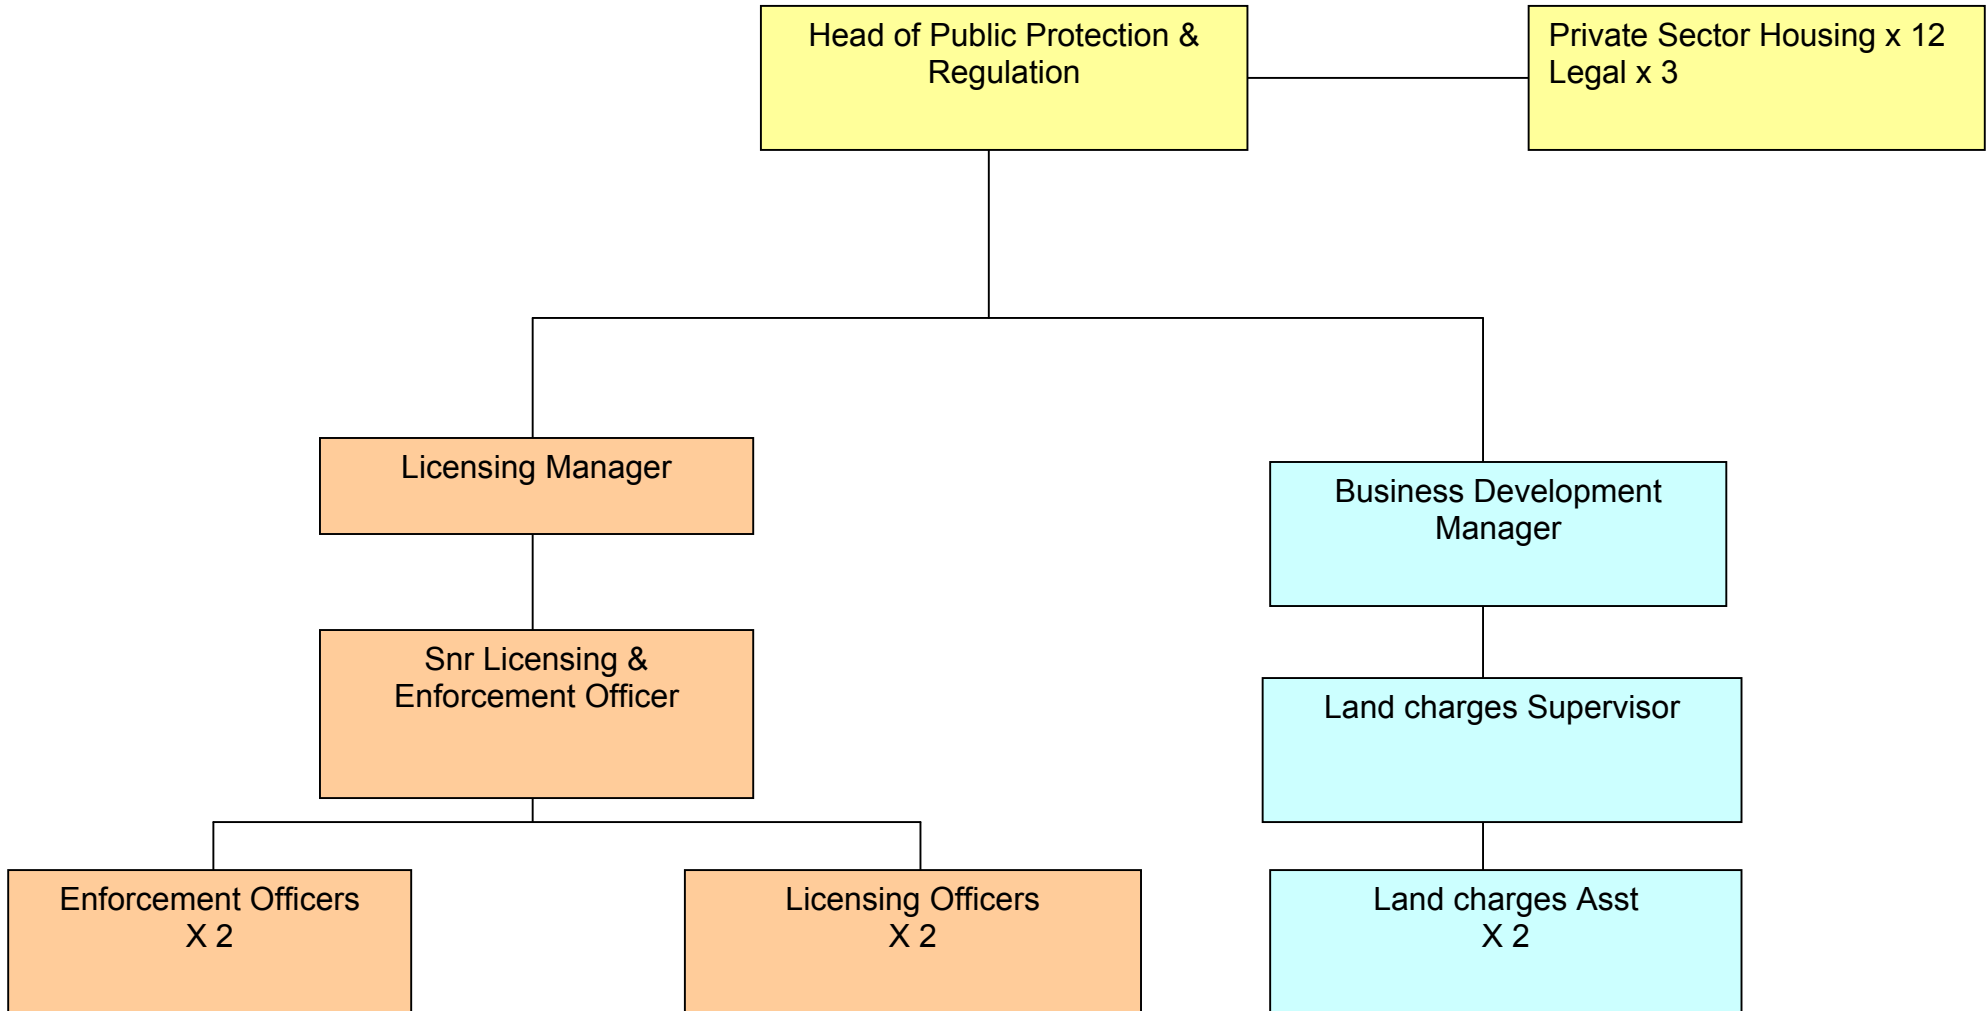 Head of Public Protection &
Regulation
Private Sector Housing x 12
Legal x 3
Licensing Manager
Business Development
Manager
Snr Licensing &
Enforcement Officer
Land charges Supervisor
Enforcement Officers
X 2
Licensing Officers
X 2
Land charges Asst
X 2